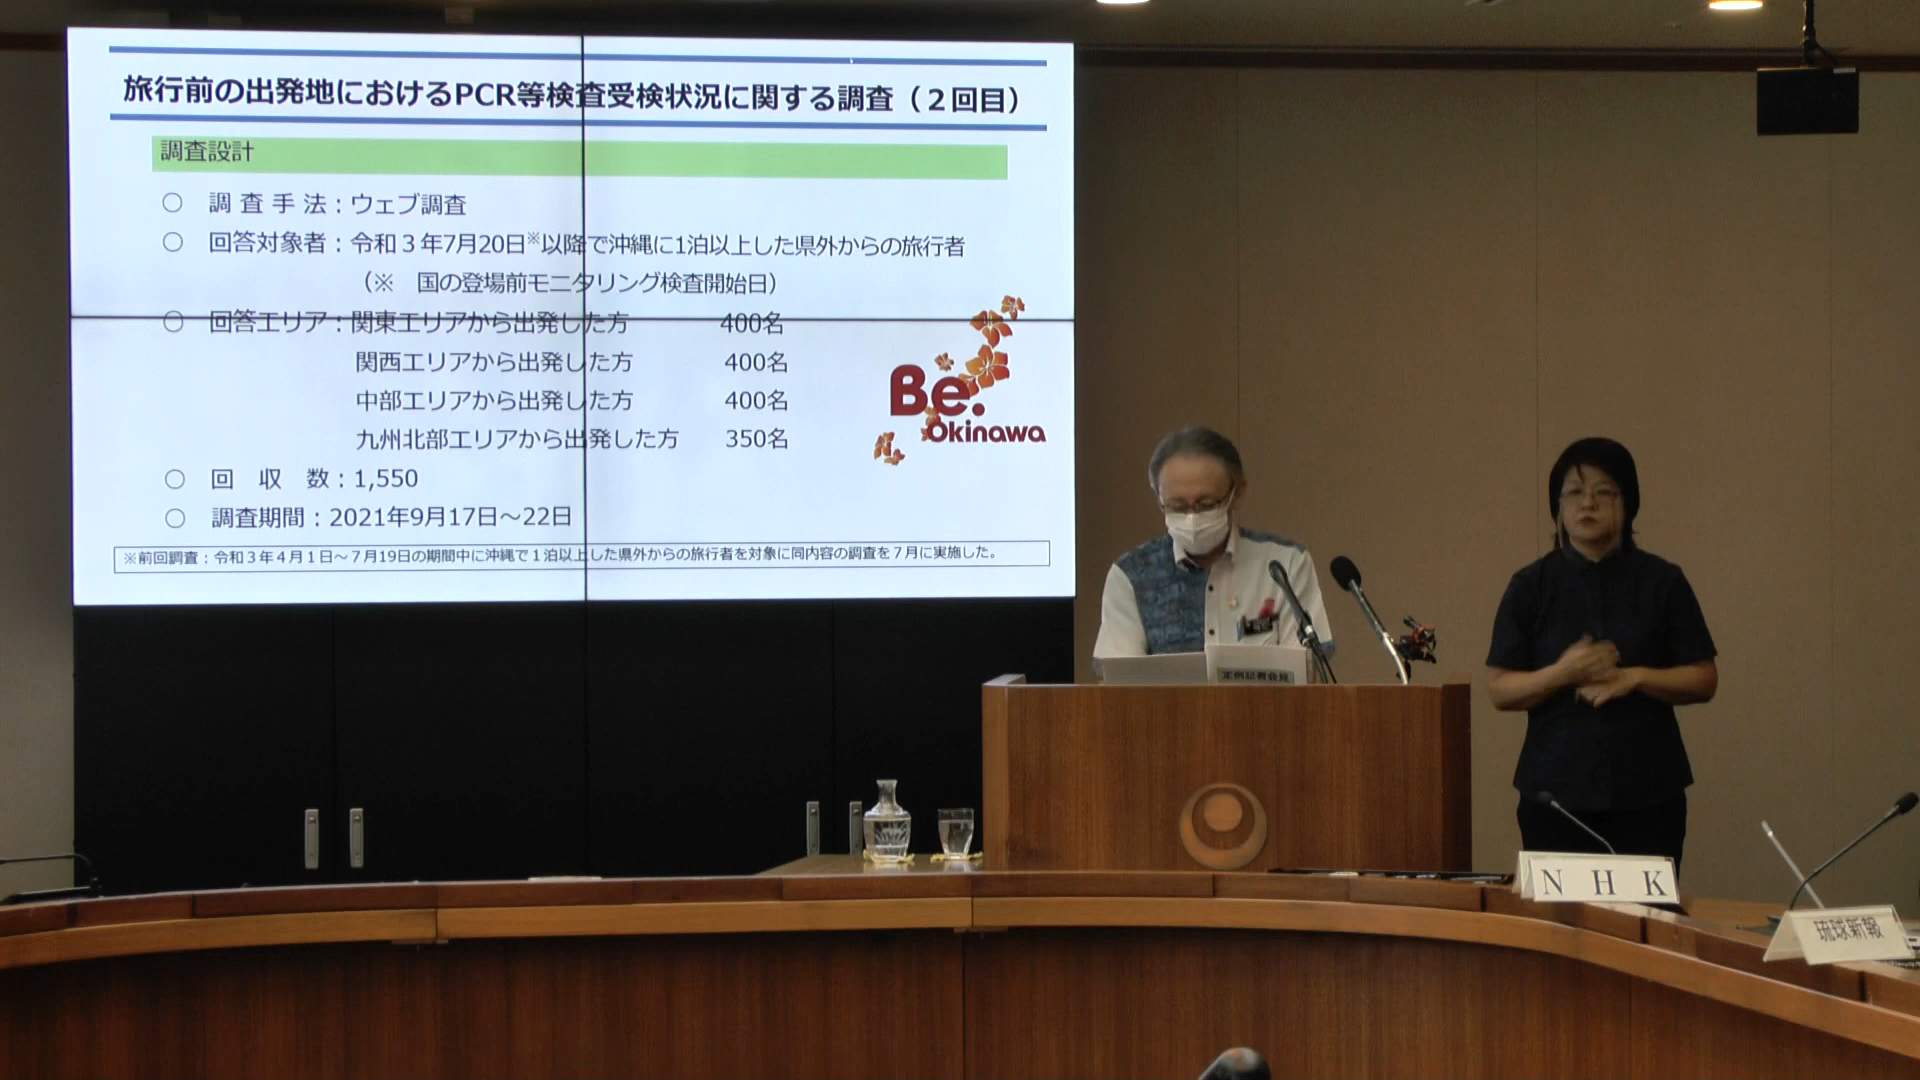 旅行前の出発地におけるPCR等検査受検状況に関する調査（２回目）
調査設計
○ 調 査 手 法：ウェブ調査
○ 回答対象者：令和３年7月20日※以降で沖縄に1泊以上した県外からの旅行者
（※ 国の登場前モニタリング検査開始日）
○ 回答エリア：関東エリアから出発した方 400名
関西エリアから出発した方 400名
中部エリアから出発した方 400名
九州北部エリアから出発した方 350名
○ 回 収 数：1,550
○ 調査期間：2021年9月17日～22日
※前回調査：令和３年４月１日～７月19日の期間中に沖縄で１泊以上した県外からの旅行者を対象に同内容の調査を７月に実施した。
Be.
Okinawa
定例記者会見
N H K
琉球新報